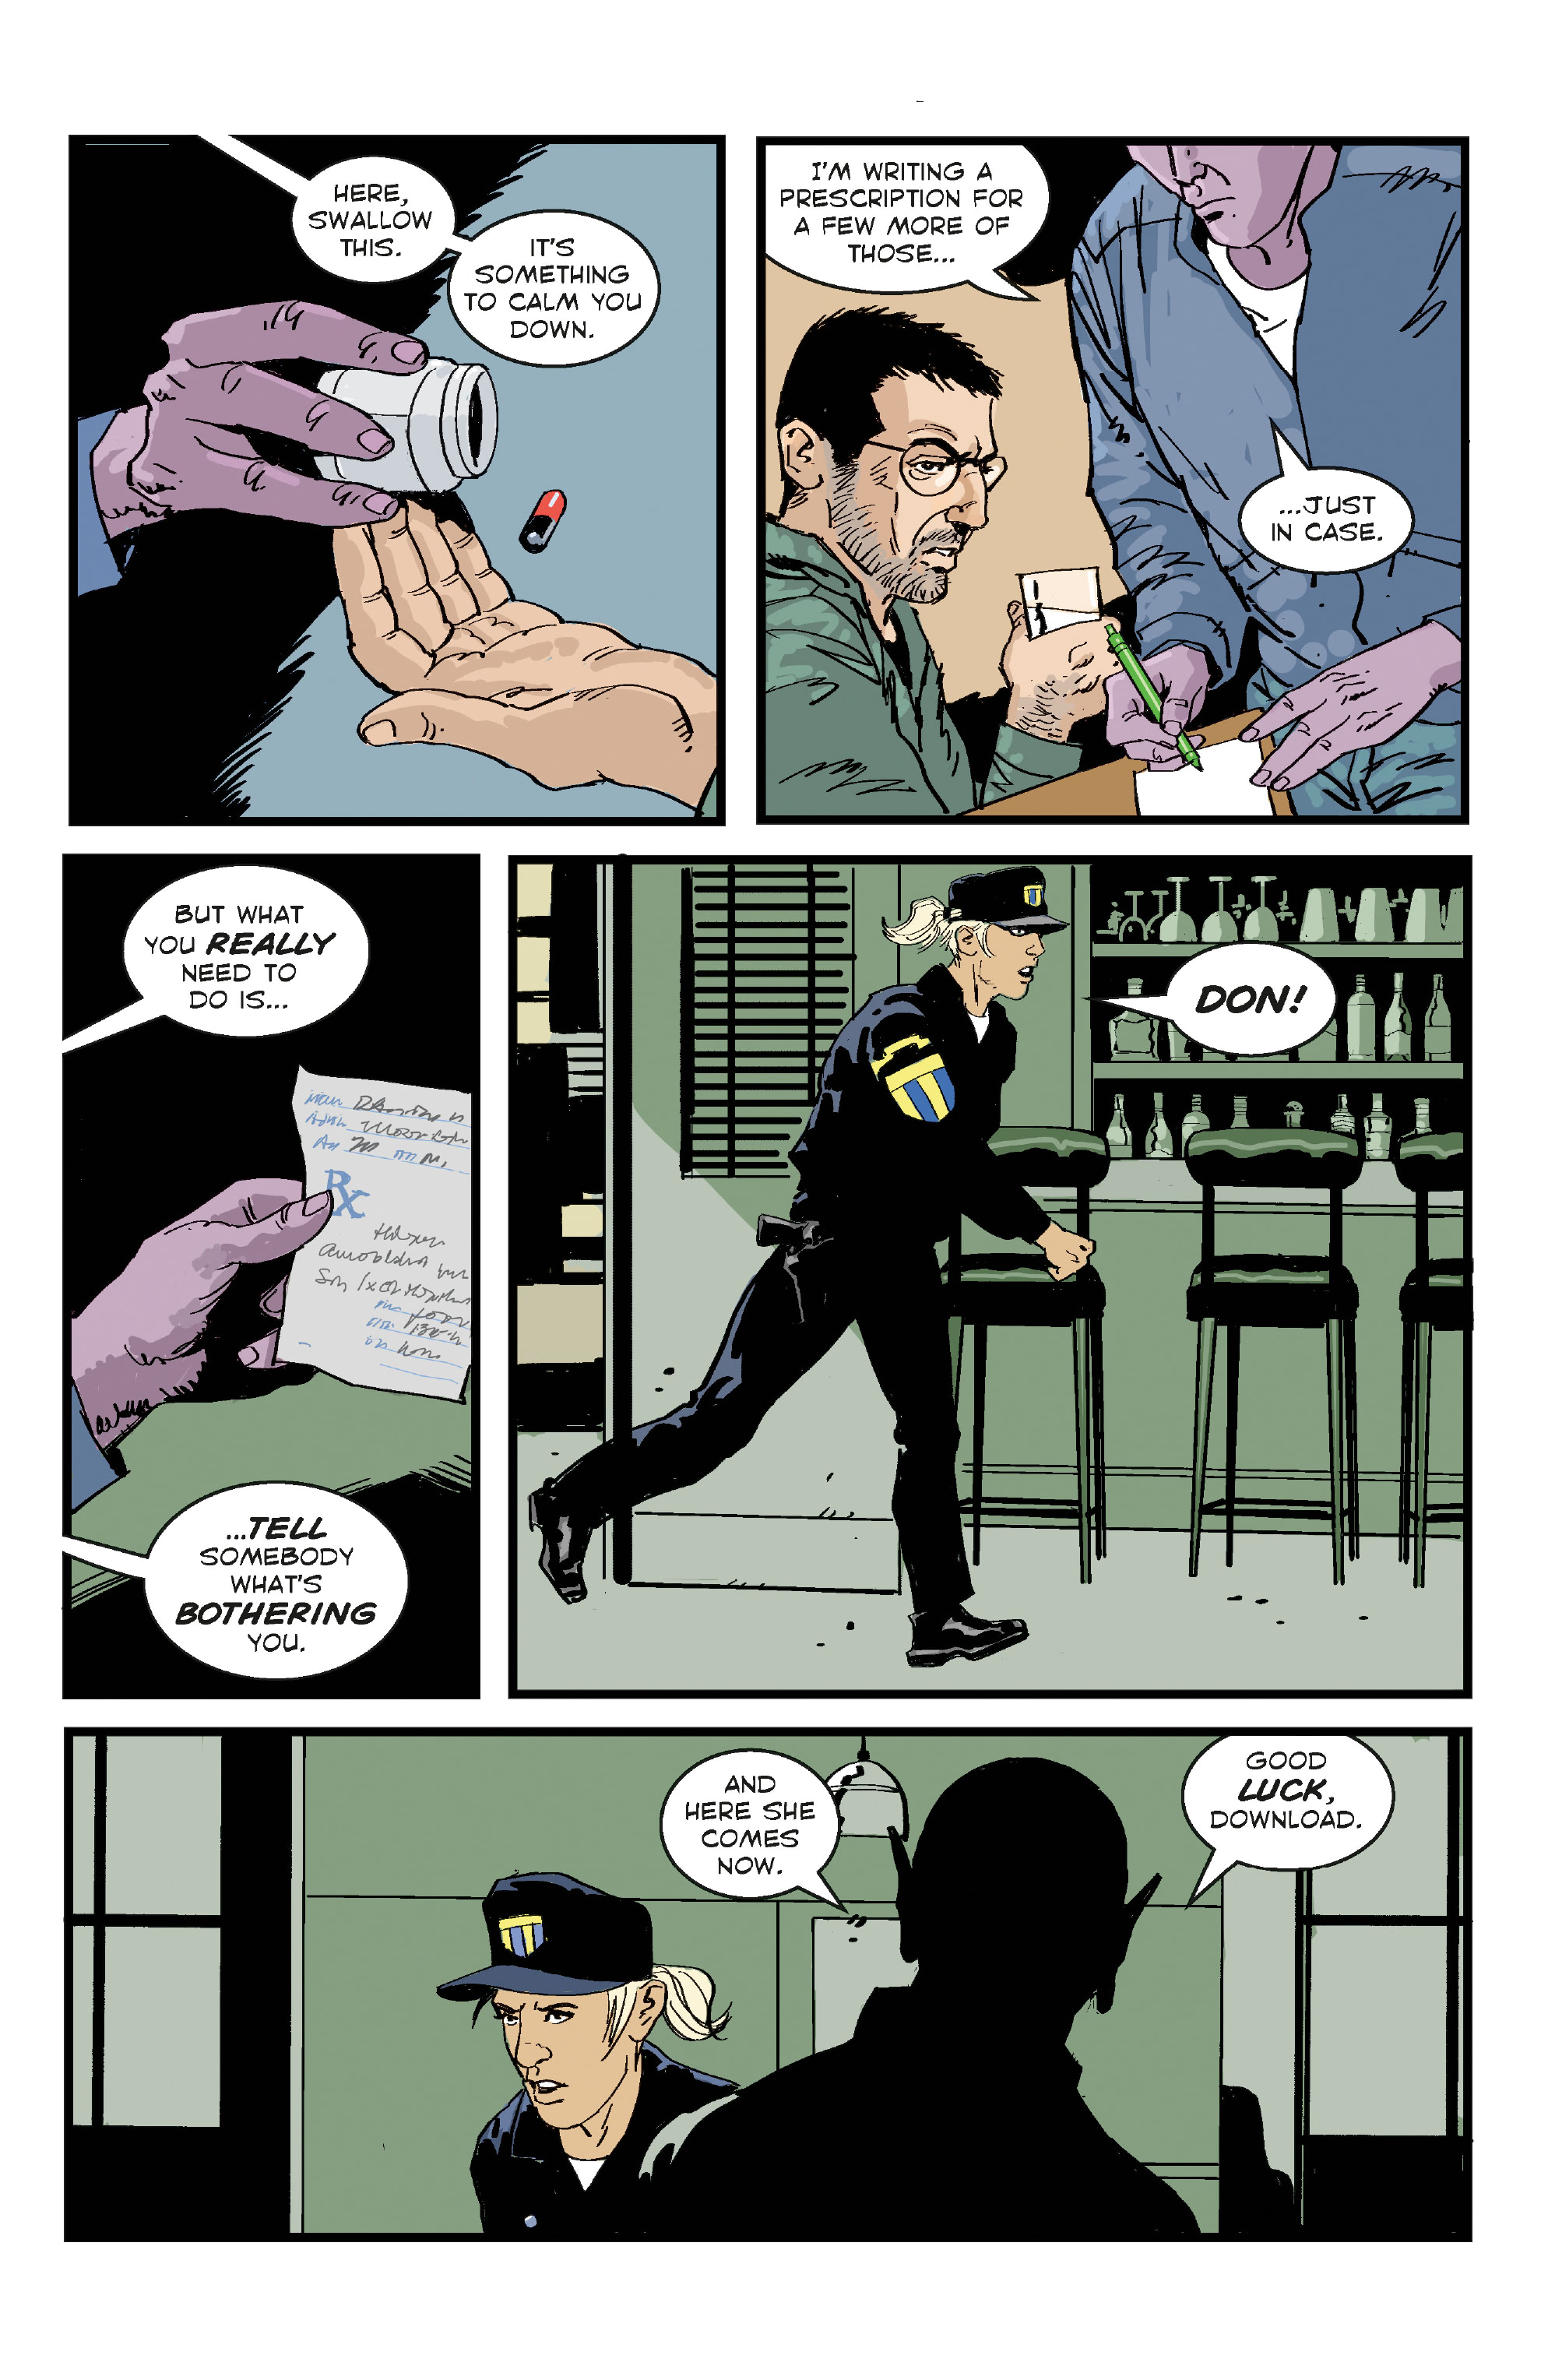 HERE,
SWALLOW
THIS.
IT'S
SOMETHING
TO CALM YOU
DOWN.
I'M WRITING A
PRESCRIPTION FOR
A FEW MORE OF
THOSE...
...JUST
IN CASE.
BUT WHAT
YOU REALLY
NEED TO
DO IS...
Rx
...TELL
SOMEBODY
WHAT'S
BOTHERING
YOU.
DON!
AND
HERE SHE
COMES
NOW.
GOOD
LUCK,
DOWNLOAD.